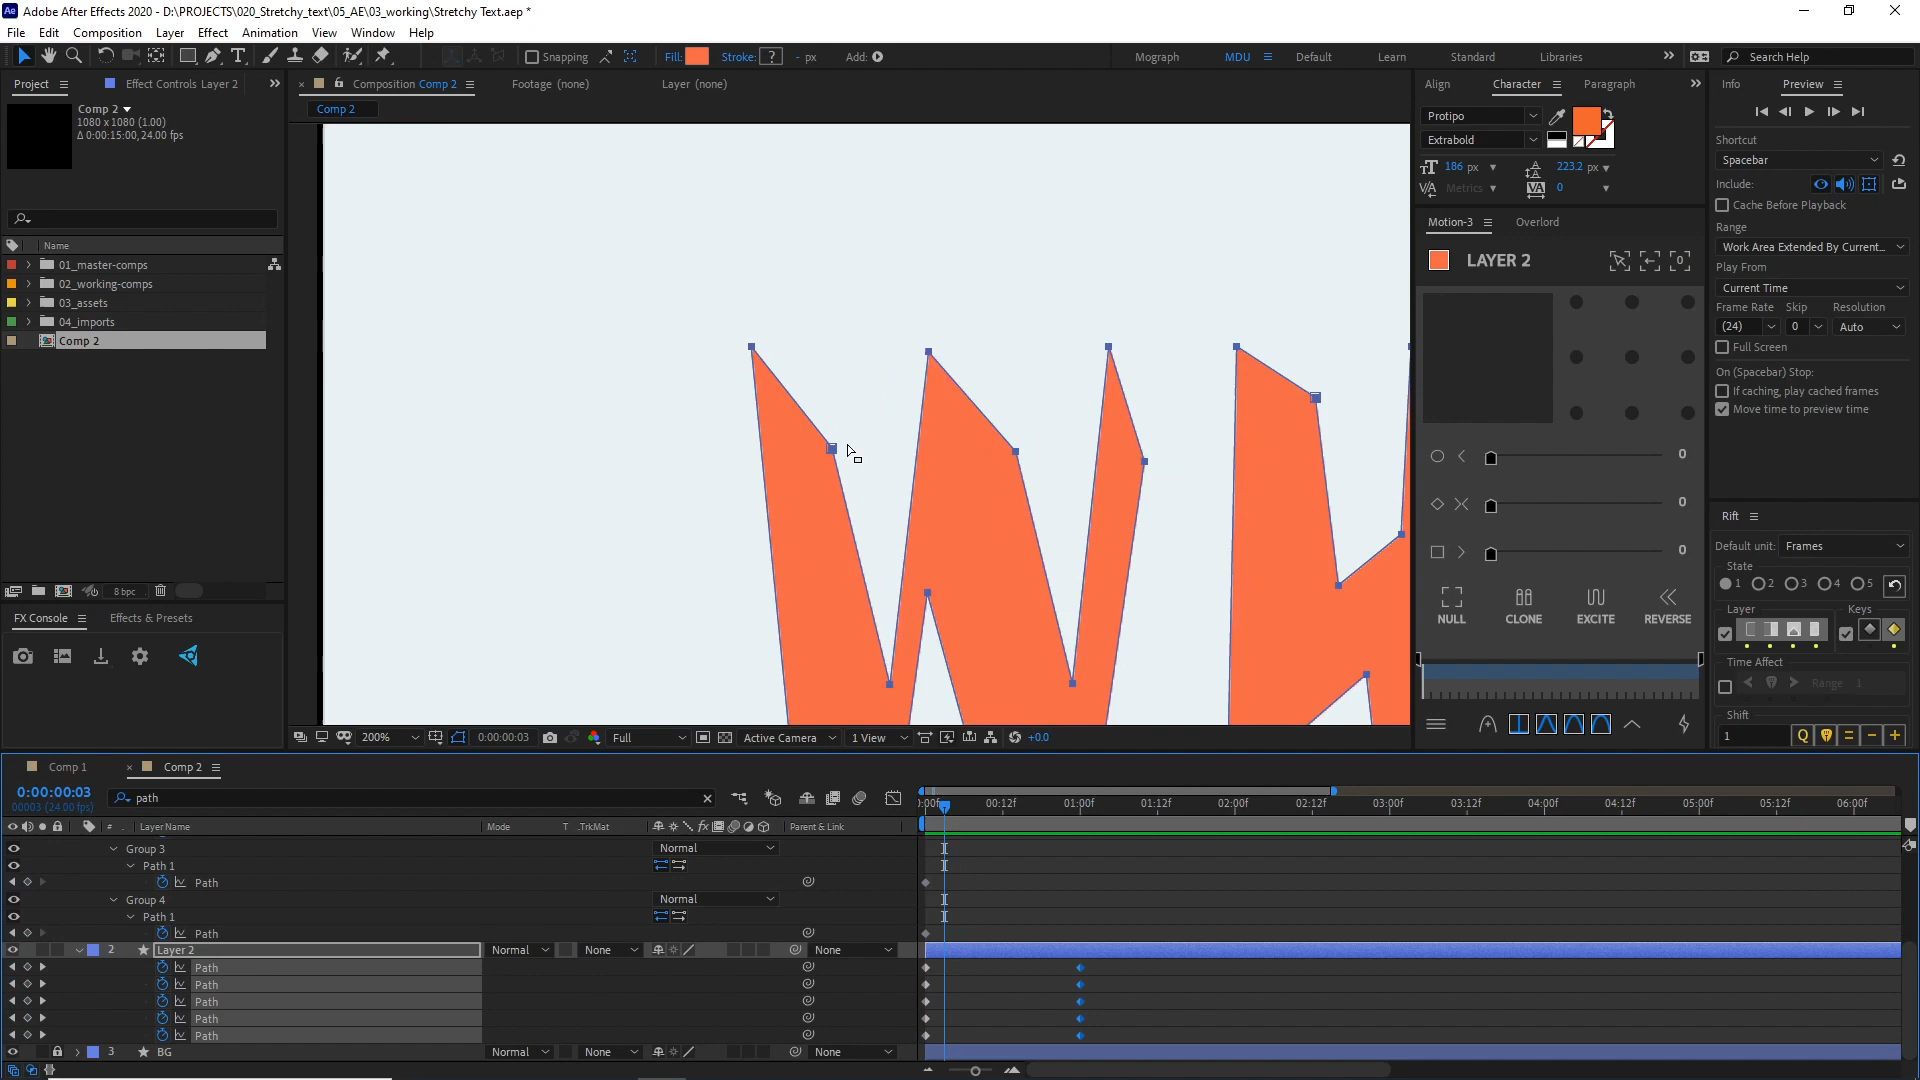 Adobe After Effects 2020 - D:\PROJECTS\020_Stretchy_text\05_AE\03_working\Stretchy Text.aep *
File Edit Composition Layer Effect Animation View Window Help
Snapping Fill: Stroke: ? - px Add: Mograph MDU Default Learn Standard Libraries Search Help
Project Effect Controls Layer 2
Composition Comp 2 Footage (none) Layer (none)
Align Character Paragraph
Info Preview
Comp 2
1080 x 1080 (1.00)
Δ 0:00:15:00, 24.00 fps
Comp 2
Protipo
Extrabold
186 px 223.2 px
Metrics 0
Shortcut
Spacebar
Include:
Cache Before Playback
Range
Work Area Extended By Current...
Play From
Current Time
Frame Rate Skip Resolution
(24) 0 Auto
Full Screen
On (Spacebar) Stop:
If caching, play cached frames
Move time to preview time
Name
01_master-comps
02_working-comps
03_assets
04_imports
Comp 2
8 bpc
Motion-3 Overlord
LAYER 2
0
0
0
NULL CLONE EXCITE REVERSE
Rift
Default unit: Frames
State
1 2 3 4 5
Layer Keys
Time Affect
Range 1
Shift
1 Q
FX Console Effects & Presets
200% 0:00:00:03 Full Active Camera 1 View +0.0
Comp 1 Comp 2
0:00:00:03
00003 (24.00 fps)
path
):00f 00:12f 01:00f 01:12f 02:00f 02:12f 03:00f 03:12f 04:00f 04:12f 05:00f 05:12f 06:00f
# Layer Name Mode T .TrkMat fx Parent & Link
Group 3 Normal
Path 1
Path
Group 4 Normal
Path 1
Path
2 Layer 2 Normal None None
Path
Path
Path
Path
Path
3 BG Normal None None